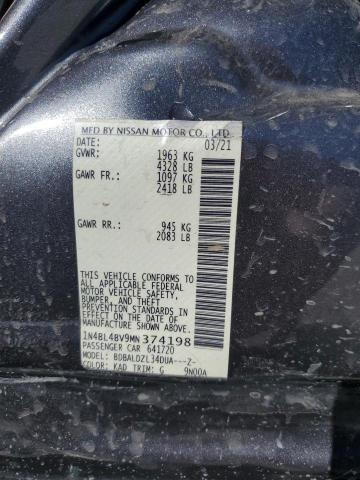 MFD BY NISSAN MOTOR CO., LTD
DATE: 03/21
GVWR: 1963 KG
4328 LB
GAWR FR.: 1097 KG
2418 LB
GAWR RR.: 945 KG
2083 LB
THIS VEHICLE CONFORMS TO
ALL APPLICABLE FEDERAL
MOTOR VEHICLE SAFETY,
BUMPER, AND THEFT
PREVENTION STANDARDS IN
EFFECT ON THE DATE OF
MANUFACTURE SHOWN ABOVE.
1N4BL4BV9MN374198
PASSENGER CAR 641720
MODEL: BDBALDZL34DUA----Z-
COLOR: KAD TRIM: G 9N00A